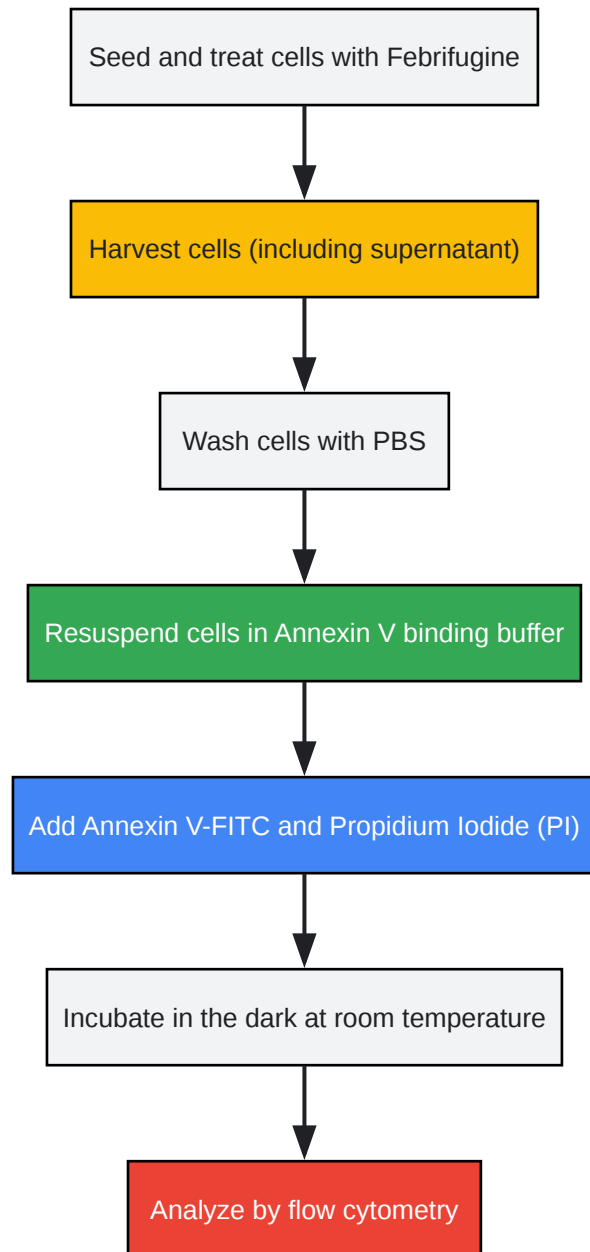 Seed and treat cells with Febrifugine
Harvest cells (including supernatant)
Wash cells with PBS
Resuspend cells in Annexin V binding buffer
Add Annexin V-FITC and Propidium Iodide (PI)
Incubate in the dark at room temperature
Analyze by flow cytometry